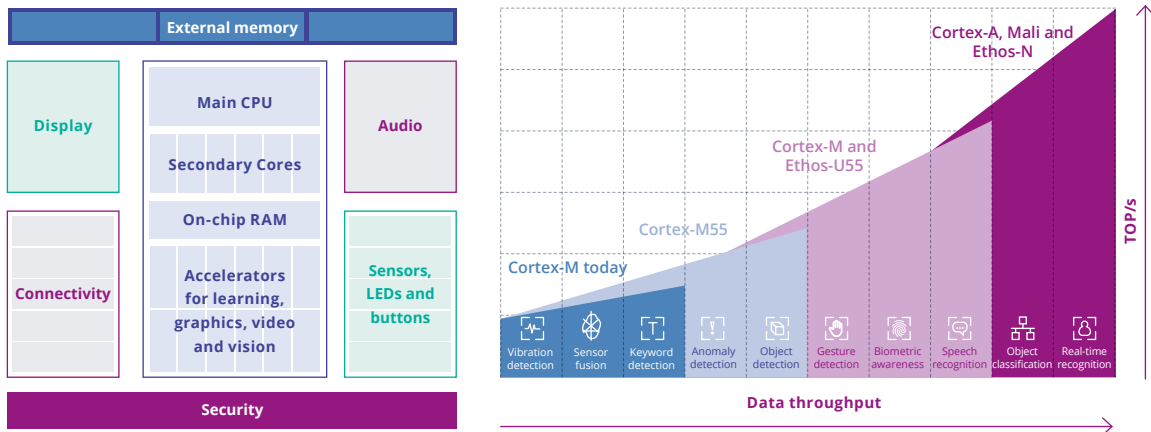 External memory
Display
Main CPU
Audio
Secondary Cores
On-chip RAM
Connectivity
Accelerators
for learning,
graphics, video
and vision
Sensors,
LEDs and
buttons
Security
Cortex-A, Mali and
Ethos-N
Cortex-M and
Ethos-U55
Cortex-M55
Cortex-M today
TOP/s
Vibration
detection
Sensor
fusion
T
Keyword
detection
!
Anomaly
detection
Object
detection
Gesture
detection
Biometric
awareness
Speech
recognition
Object
classification
Real-time
recognition
Data throughput